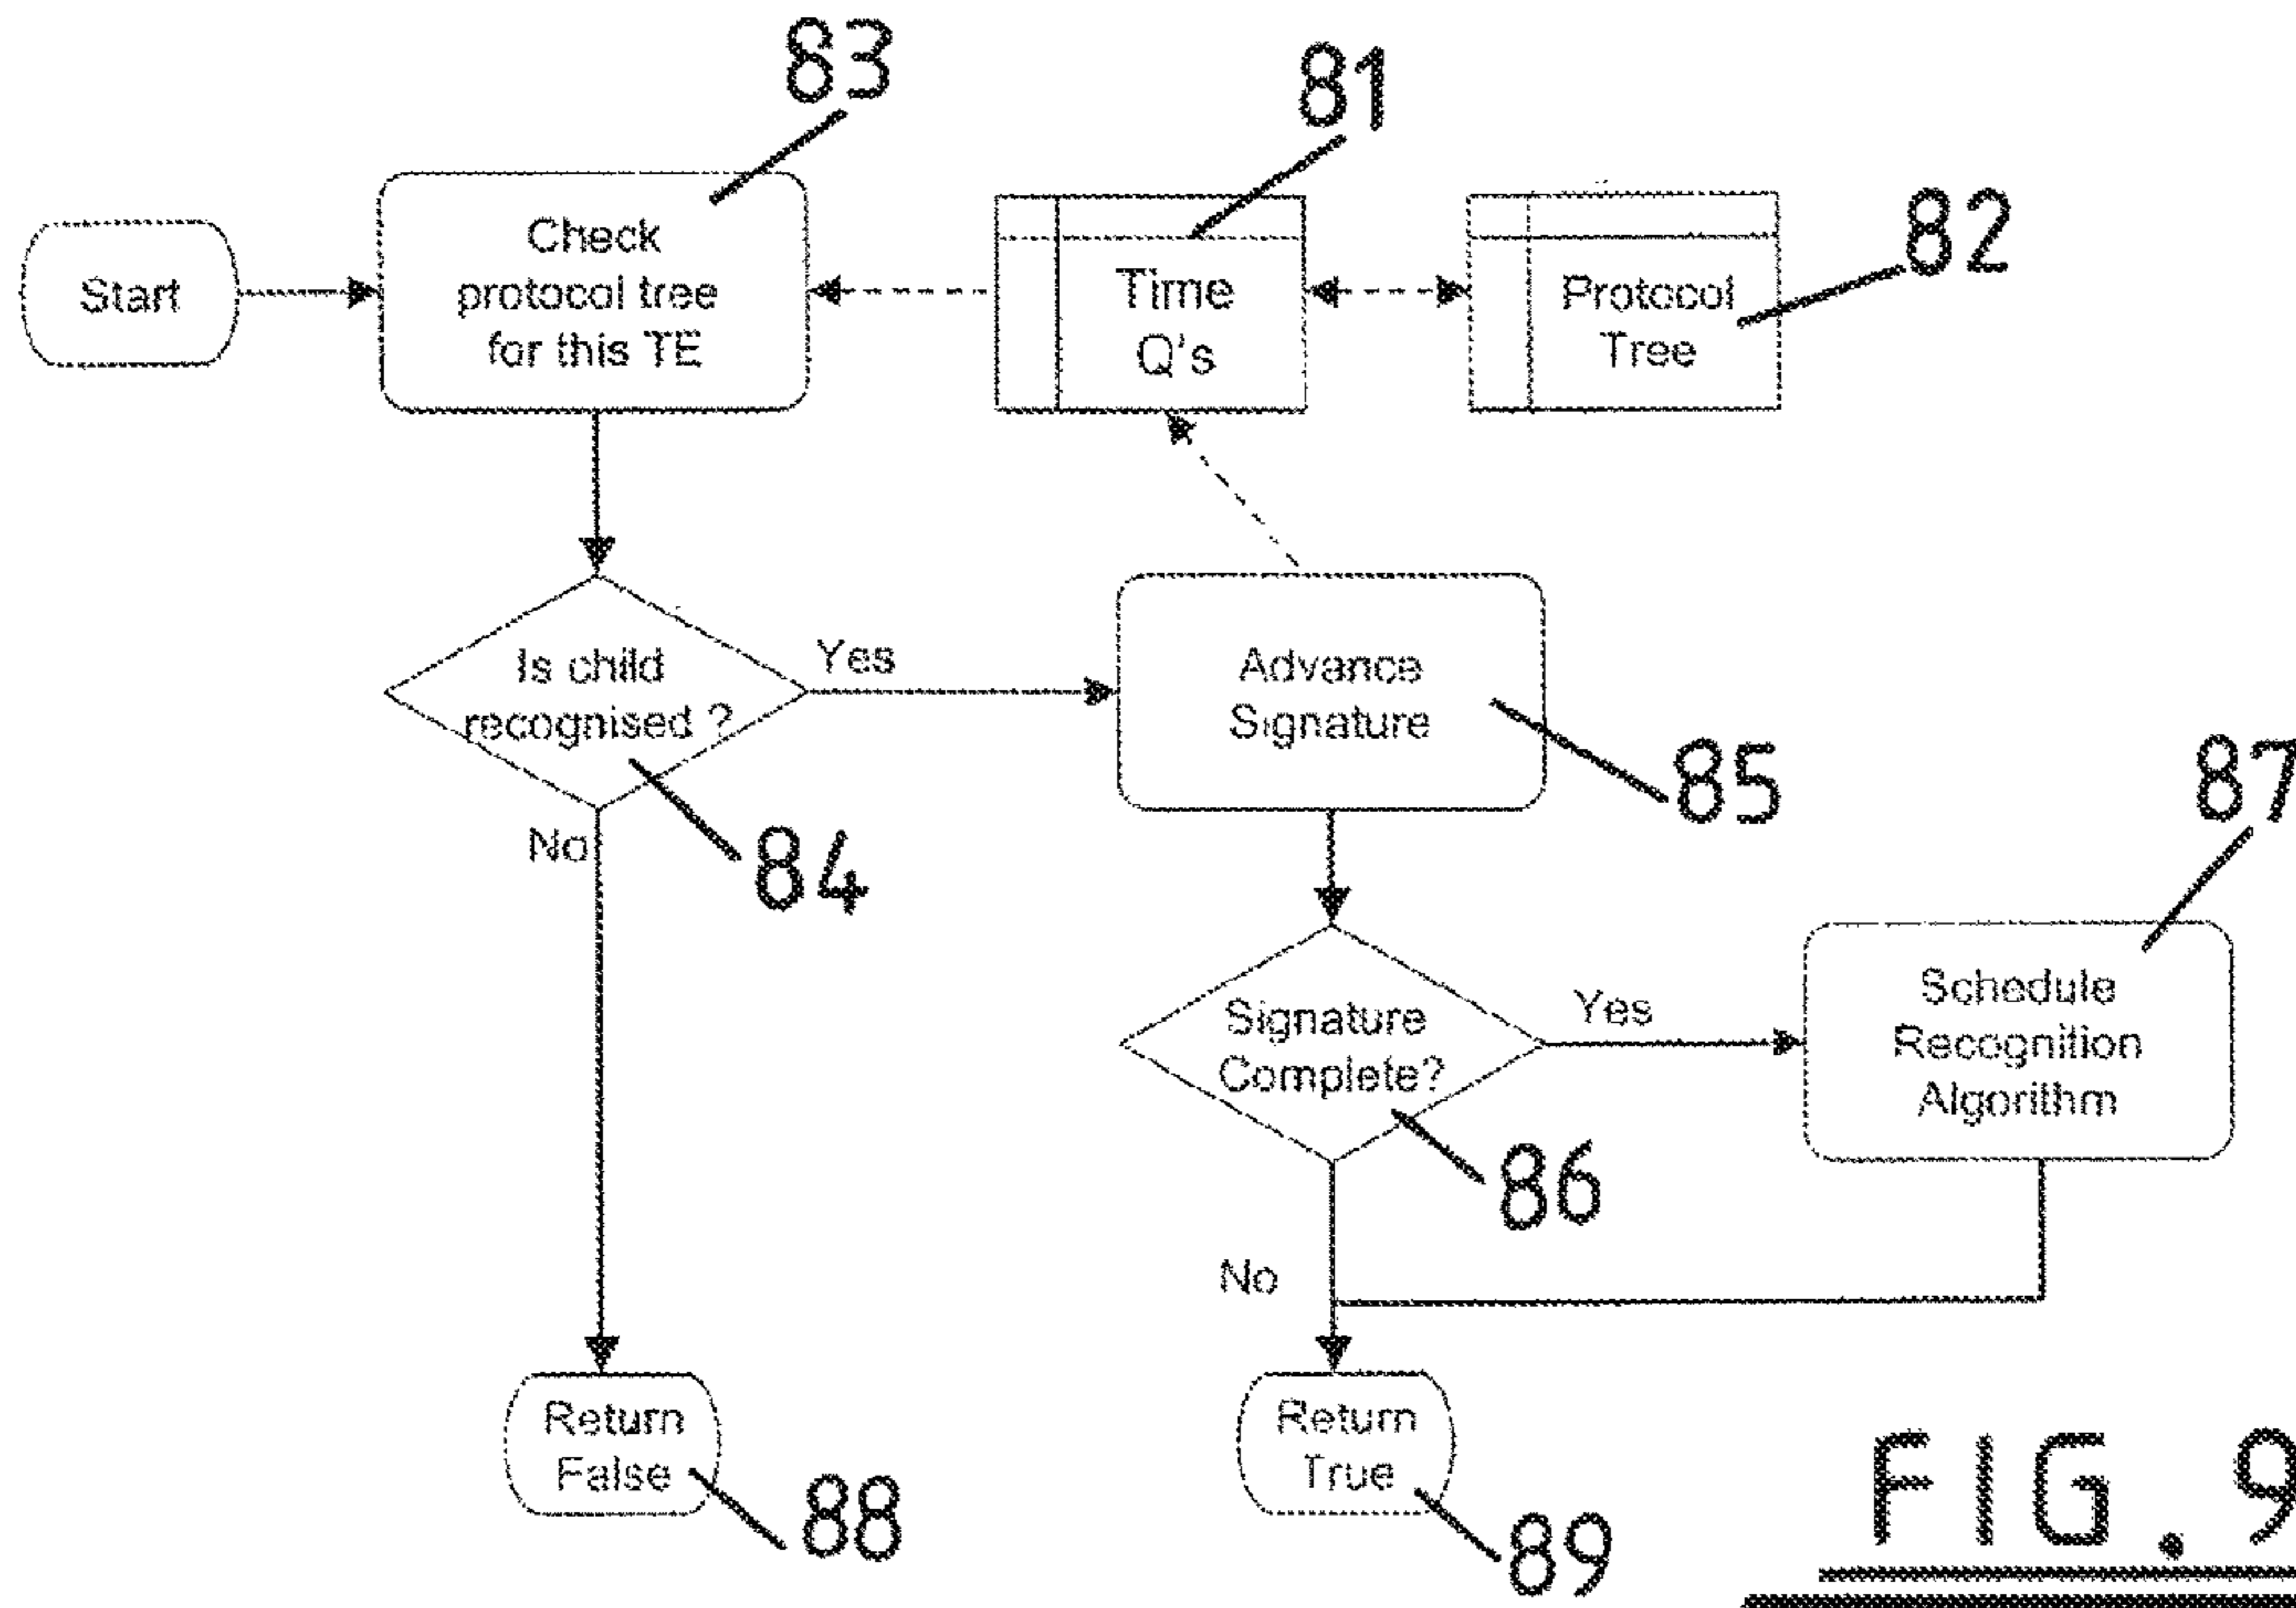 83
81
82
Start
Check
protocol tree
for this TE
Time
Q's
Protocol
Tree
Is child
recognised ?
Yes
No
84
Advance
Signature
85
87
Signature
Complete?
Yes
No
86
Schedule
Recognition
Algorithm
Return
False
88
Return
True
89
FIG. 9